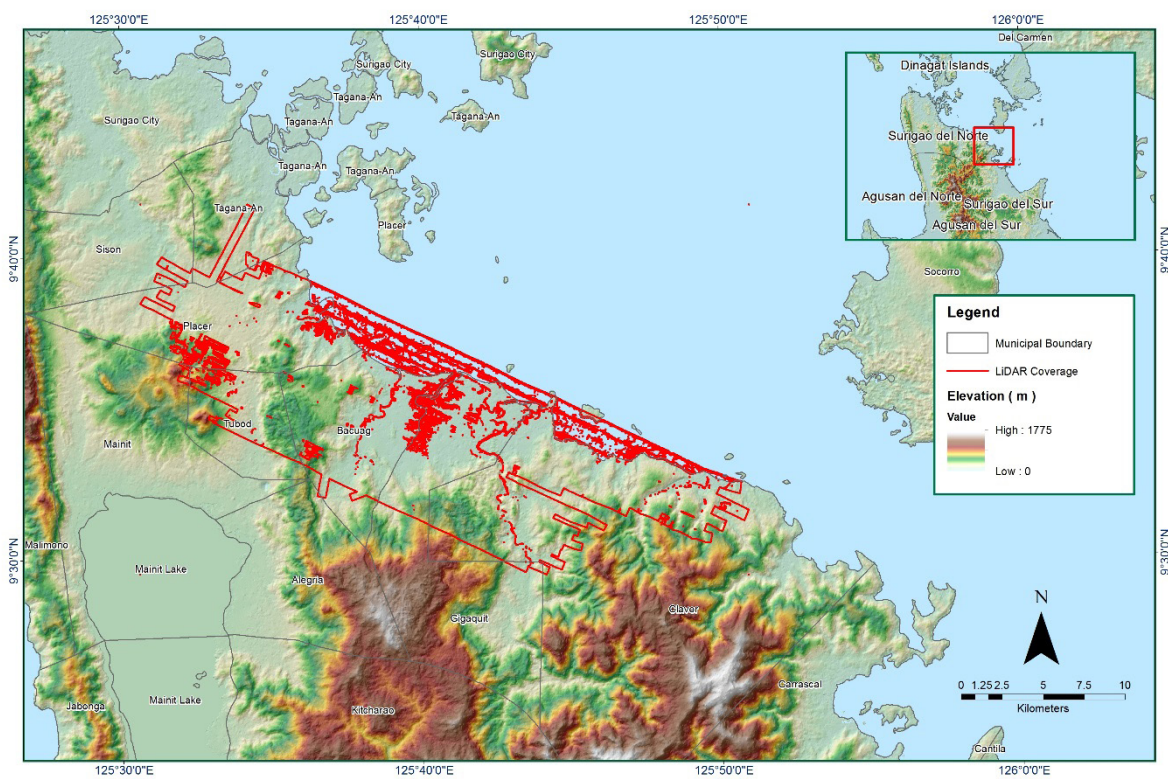 125°30'0"E
125°40'0"E
125°50'0"E
126°0'0"E
Del Carmen
Surigao City
Surigao City
Dinagat Islands
Tagana-An
Tagana-An
Surigao City
Tagana-An
Surigao del Norte
Tagana-An
Tagana-An
Agusan del Norte
Surigao del Sur
Tagana-An
Agusan del Sur
Placer
Sison
9°40'0"N
9°40'0"N
Socorro
Legend
Municipal Boundary
LiDAR Coverage
Elevation ( m )
Value
High : 1775
Low : 0
Placer
Tubod
Bacuag
Mainit
Malimono
9°30'0"N
9°30'0"N
Mainit Lake
Alegria
Gigaquit
Claver
N
Carrascal
Mainit Lake
Jabonga
Kitcharao
0 1.25 2.5 5 7.5 10
Kilometers
Cantila
125°30'0"E
125°40'0"E
125°50'0"E
126°0'0"E